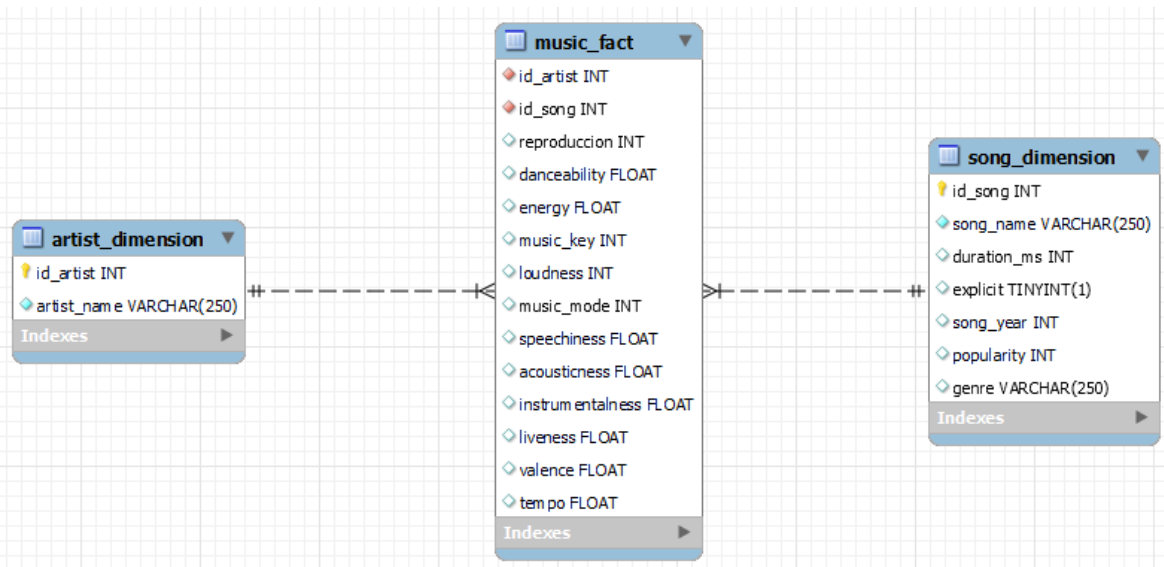 artist_dimension
id_artist INT
artist_name VARCHAR(250)
Indexes
music_fact
id_artist INT
id_song INT
reproduccion INT
danceability FLOAT
energy FLOAT
music_key INT
loudness INT
music_mode INT
speechiness FLOAT
acousticness FLOAT
instrumentalness FLOAT
liveness FLOAT
valence FLOAT
tempo FLOAT
Indexes
song_dimension
id_song INT
song_name VARCHAR(250)
duration_ms INT
explicit TINYINT(1)
song_year INT
popularity INT
genre VARCHAR(250)
Indexes